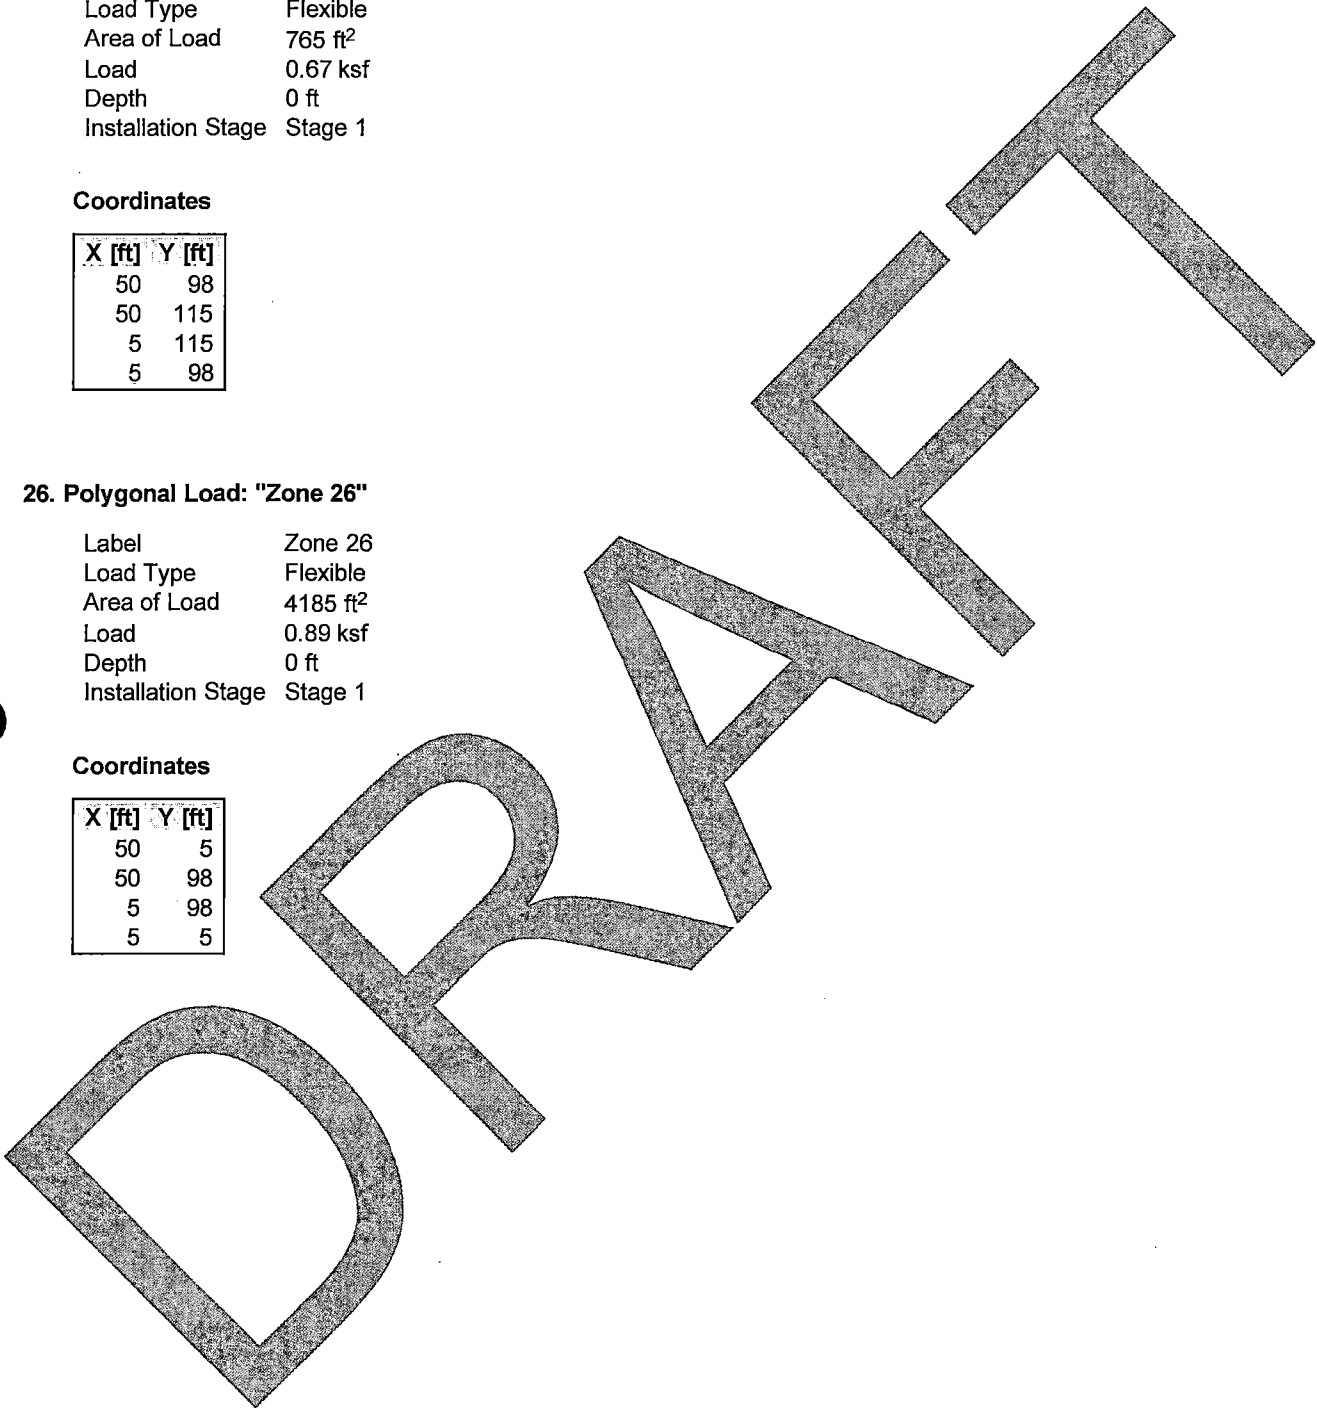 Load Type Flexible
Area of Load 765 ft²
Load 0.67 ksf
Depth 0 ft
Installation Stage Stage 1
Coordinates
X [ft] Y [ft]
50 98
50 115
5 115
5 98
26. Polygonal Load: "Zone 26"
Label Zone 26
Load Type Flexible
Area of Load 4185 ft²
Load 0.89 ksf
Depth 0 ft
Installation Stage Stage 1
Coordinates
X [ft] Y [ft]
50 5
50 98
5 98
5 5
DRAFT